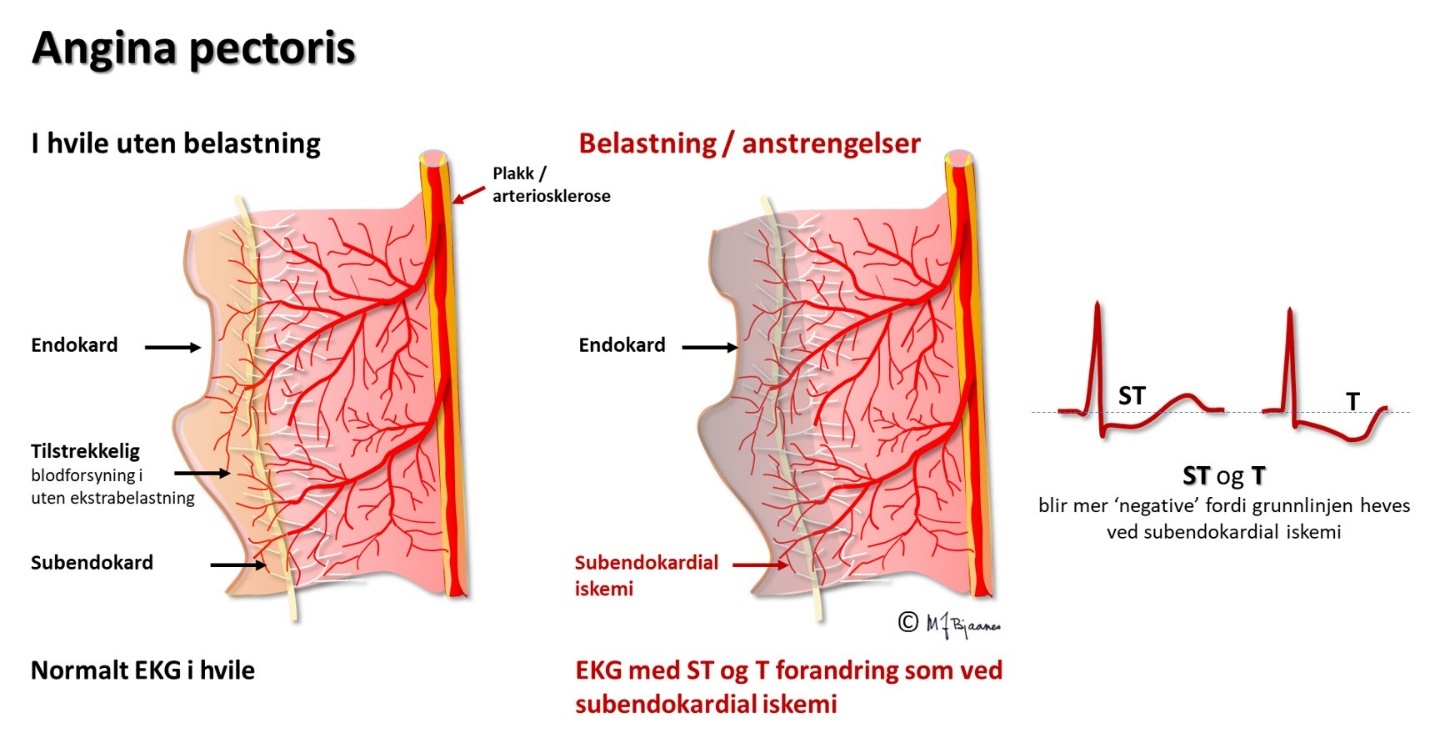 Angina pectoris
I hvile uten belastning
Plakk /
arteriosklerose
Endokard
Tilstrekkelig
blodforsyning i
uten ekstrabelastning
Subendokard
Normalt EKG i hvile
Belastning / anstrengelser
Endokard
Subendokardial
iskemi
© MJBjaanes
EKG med ST og T forandring som ved
subendokardial iskemi
ST
T
ST og T
blir mer ‘negative’ fordi grunnlinjen heves
ved subendokardial iskemi